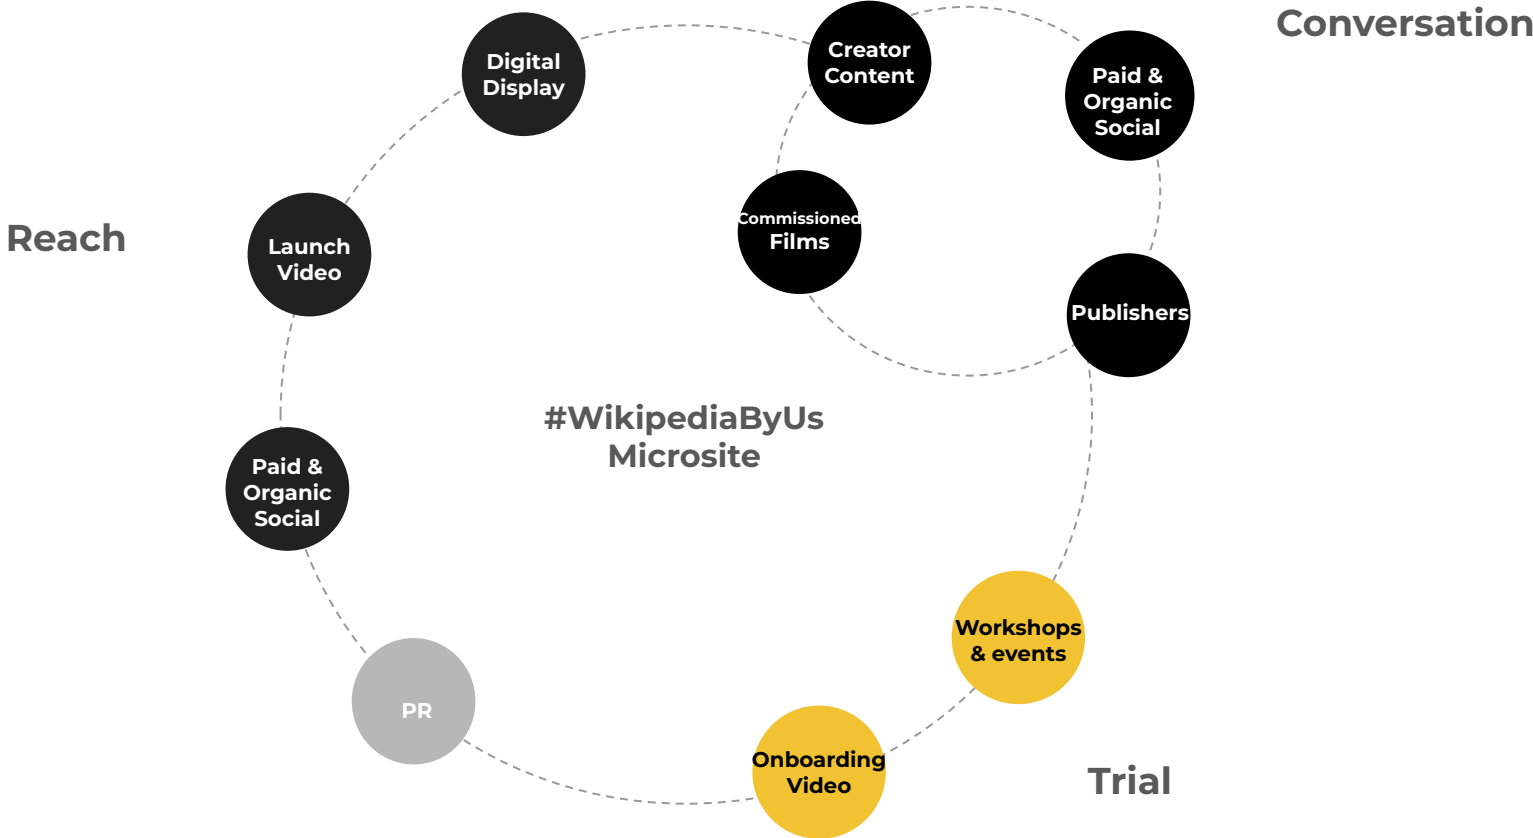 Conversation
Digital
Display
Creator
Content
Paid &
Organic
Social
Commissioned
Films
Reach
Launch
Video
Publishers
#WikipediaByUs
Microsite
Paid &
Organic
Social
Workshops
& events
PR
Onboarding
Video
Trial